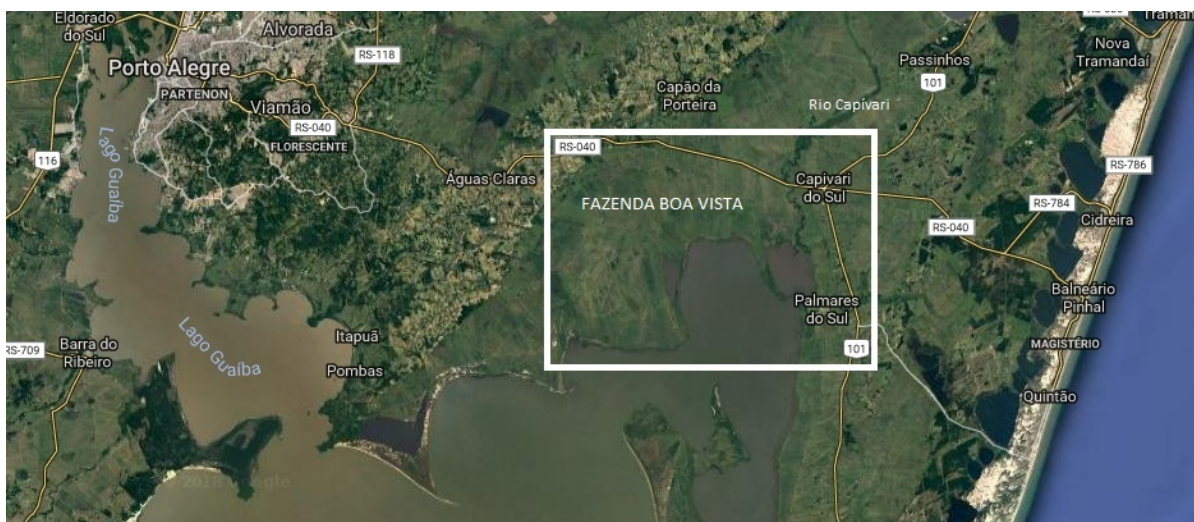 Eldorado
do Sul
Alvorada
RS-118
Porto Alegre
PARTENON
Viamão
RS-040
FLORESCENTE
116
Lago Guaíba
Águas Claras
Capão da
Porteira
Passinhos
101
Rio Capívari
Nova
Tramandaí
RS-786
RS-040
FAZENDA BOA VISTA
Capivari
do Sul
RS-784
Cidreira
RS-040
Palmares
do Sul
Balneário
Pinhal
MAGISTÉRIO
101
Quintão
Lago Guaíba
Itapuã
Pombas
Barra do
Ribeiro
RS-709